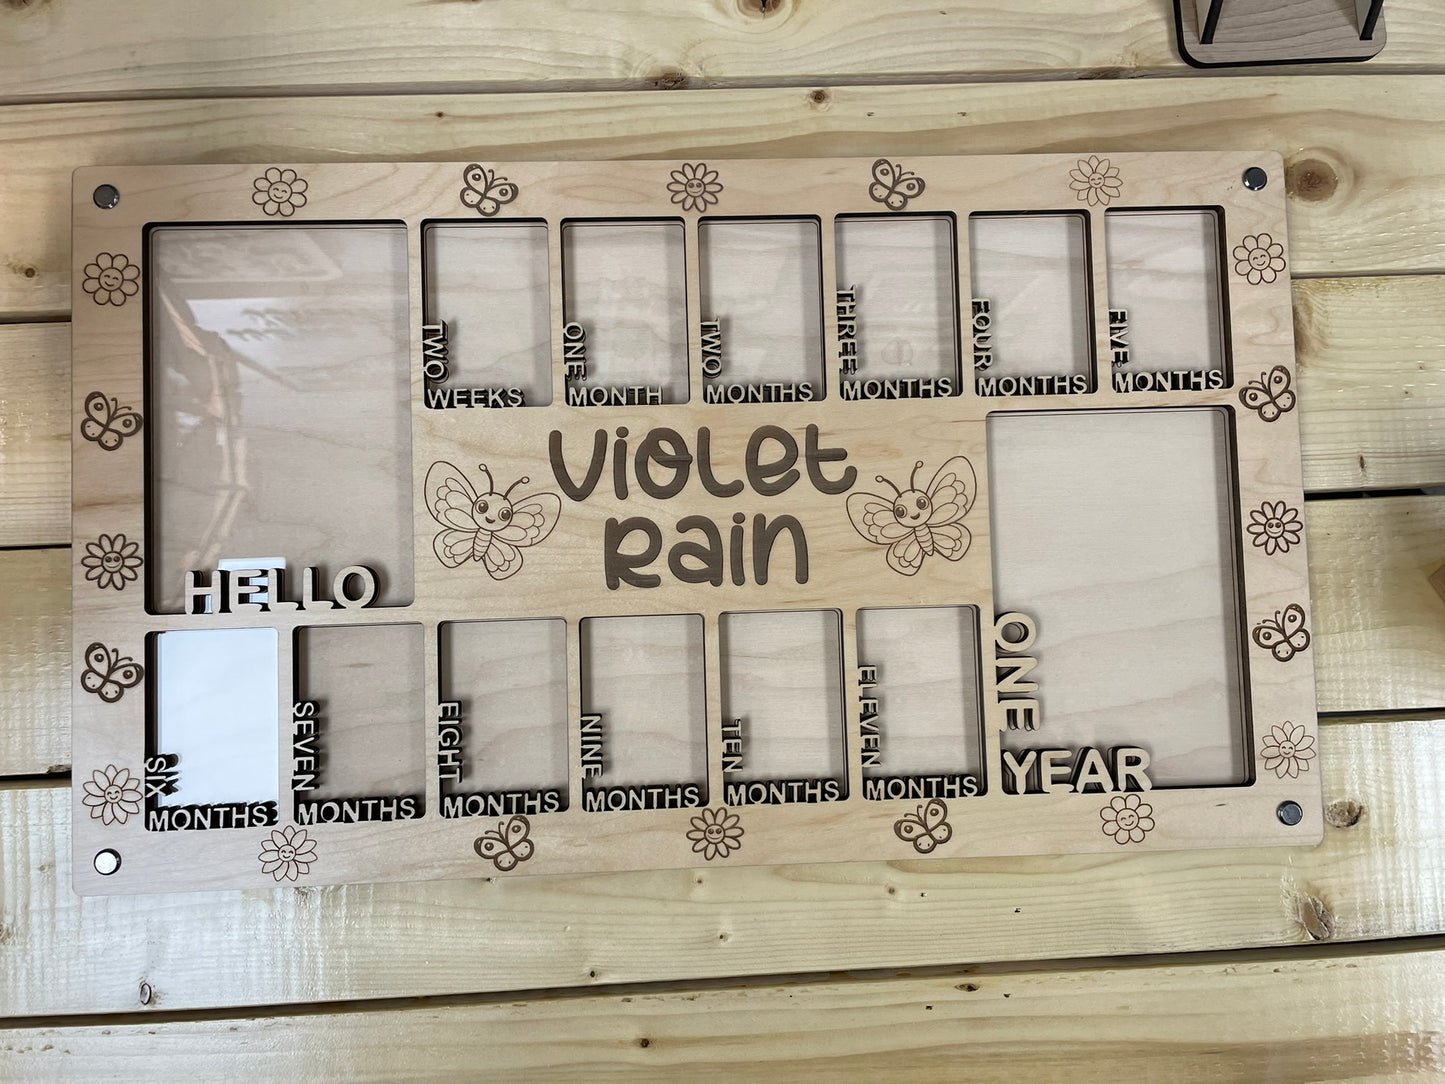 TWO
WEEKS
ONE
MONTH
TWO
MONTHS
THREE
MONTHS
FOUR
MONTHS
FIVE
MONTHS
Violet
Rain
HELLO
SIX
MONTHS
SEVEN
MONTHS
EIGHT
MONTHS
NINE
MONTHS
TEN
MONTHS
ELEVEN
MONTHS
ONE
YEAR